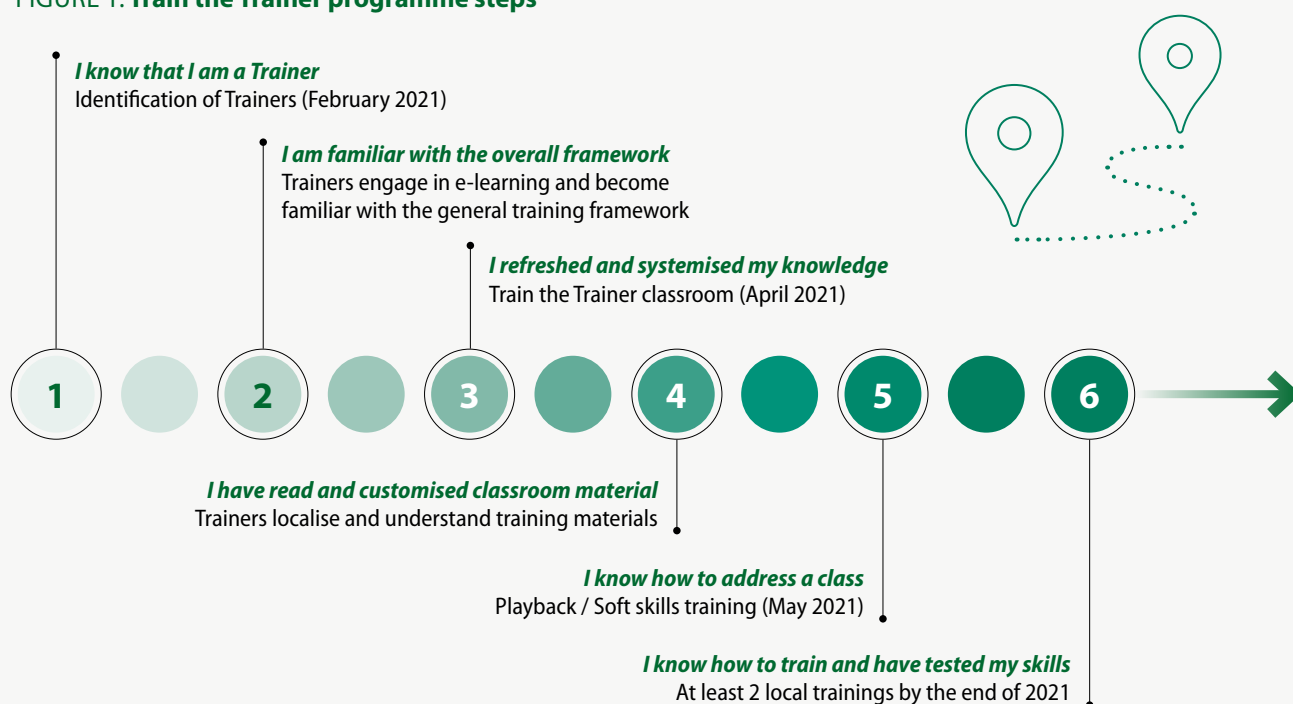 FIGURE 1: Train the Trainer programme steps
I know that I am a Trainer
Identification of Trainers (February 2021)
I am familiar with the overall framework
Trainers engage in e-learning and become
familiar with the general training framework
I refreshed and systemised my knowledge
Train the Trainer classroom (April 2021)
1
2
3
4
5
6
I have read and customised classroom material
Trainers localise and understand training materials
I know how to address a class
Playback / Soft skills training (May 2021)
I know how to train and have tested my skills
At least 2 local trainings by the end of 2021